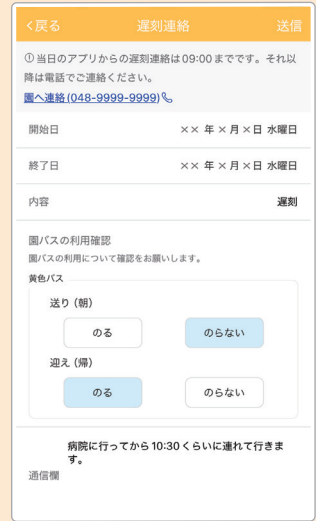 <戻る 遅刻連絡 送信
①当日のアプリからの遅刻連絡は09:00までです。それ以
降は電話でご連絡ください。
園へ連絡(048-9999-9999)
開始日 ××年×月×日 水曜日
終了日 ××年×月×日 水曜日
内容 遅刻
園バスの利用確認
園バスの利用について確認をお願いします。
黄色バス
送り(朝)
のる のらない
迎え(帰)
のる のらない
病院に行ってから10:30くらいに連れて行きま
す。
通信欄